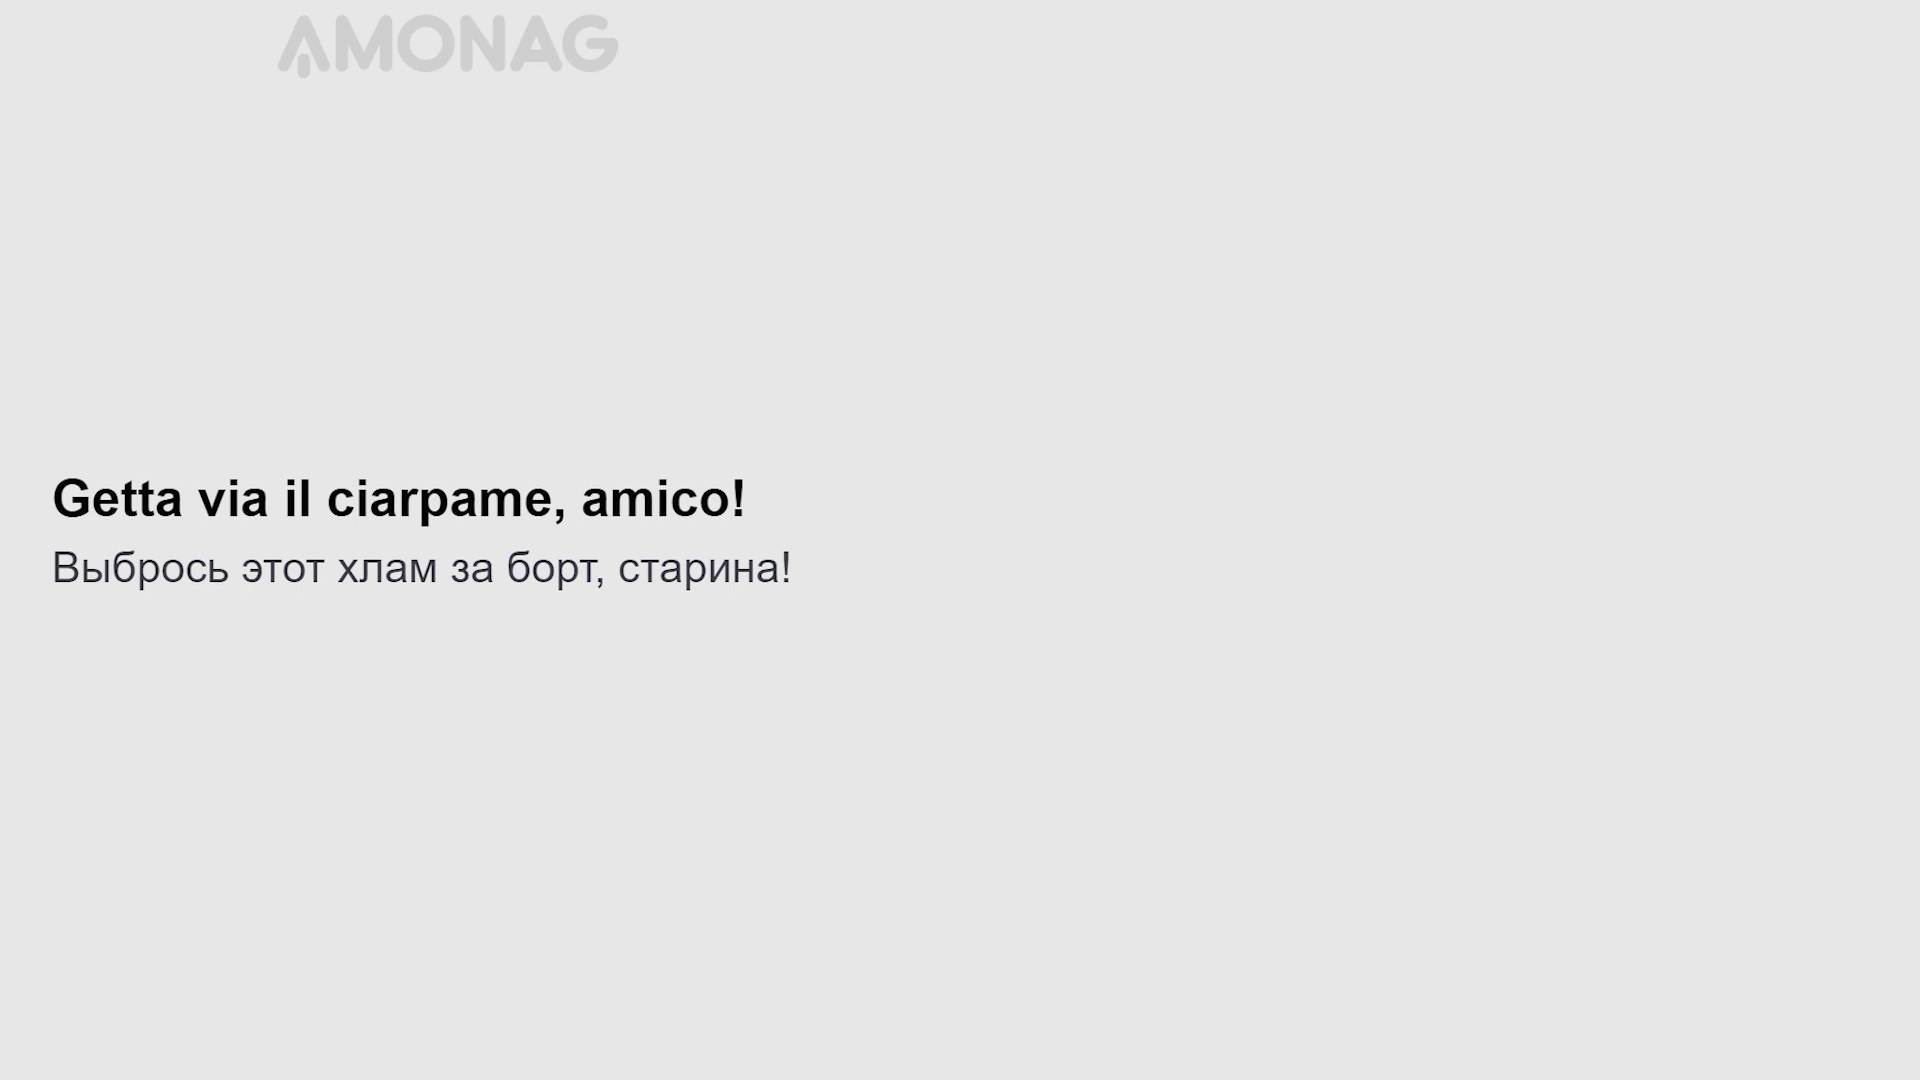 AMONAG
Getta via il ciarpame, amico!
Выбрось этот хлам за борт, старина!